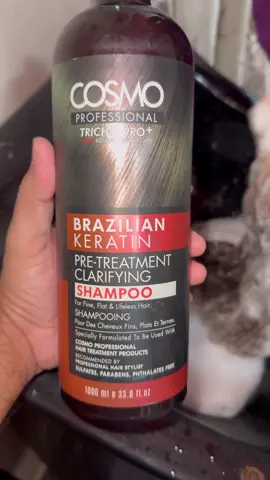 COSMO
PROFESSIONAL
BRAZILIAN
KERATIN
PRE-TREATMENT
CLARIFYING
SHAMPOO
For Fine, Flat & Lifeless Hair.
SHAMPOOING
Pour Des Cheveux Fins, Plats Et Ternes.
Specially Formulated To Be Used With
COSMO PROFESSIONAL
HAIR TREATMENT PRODUCTS
RECOMMENDED BY
PROFESSIONAL HAIR STYLIST
SULFATES, PARABENS, PHTHALATES FREE
1000 ml e 33.8 fl.oz